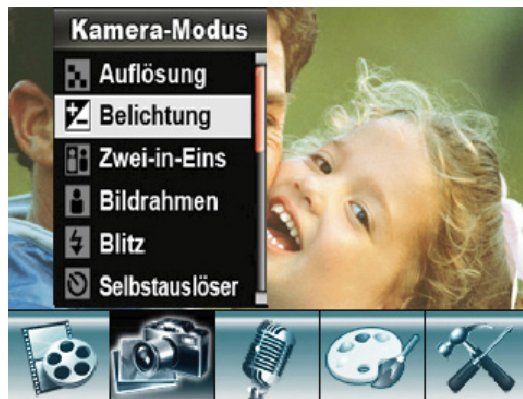 Kamera-Modus
Auflösung
Belichtung
Zwei-in-Eins
Bildrahmen
Blitz
Selbstauslöser